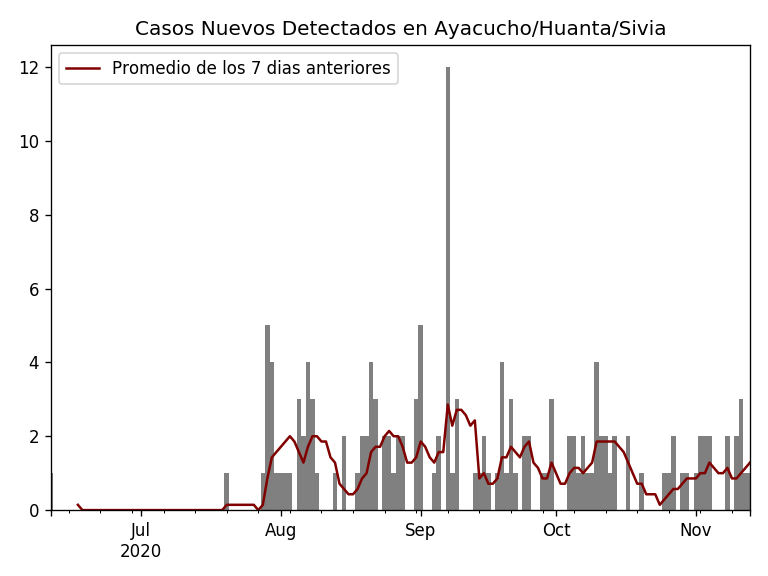 Casos Nuevos Detectados en Ayacucho/Huanta/Sivia
Promedio de los 7 dias anteriores
12
10
8
6
4
2
0
Jul Aug Sep Oct Nov
2020